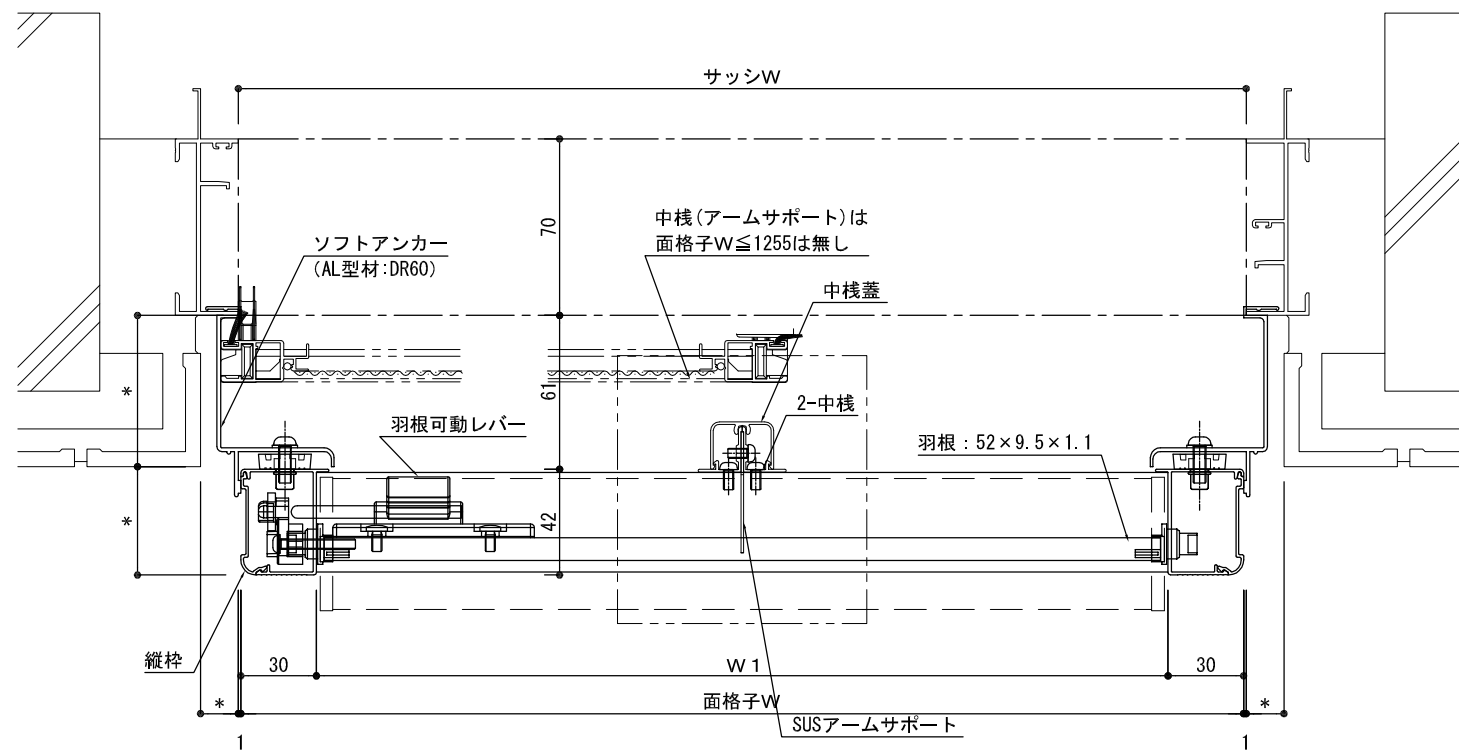 サッシW
70
中桟(アームサポート)は
面格子W≦1255は無し
ソフトアンカー
(AL型材:DR60)
中桟蓋
*
61
2-中桟
羽根可動レバー
羽根：52×9.5×1.1
*
42
縦枠
30
W1
30
*
面格子W
*
SUSアームサポート
1
1